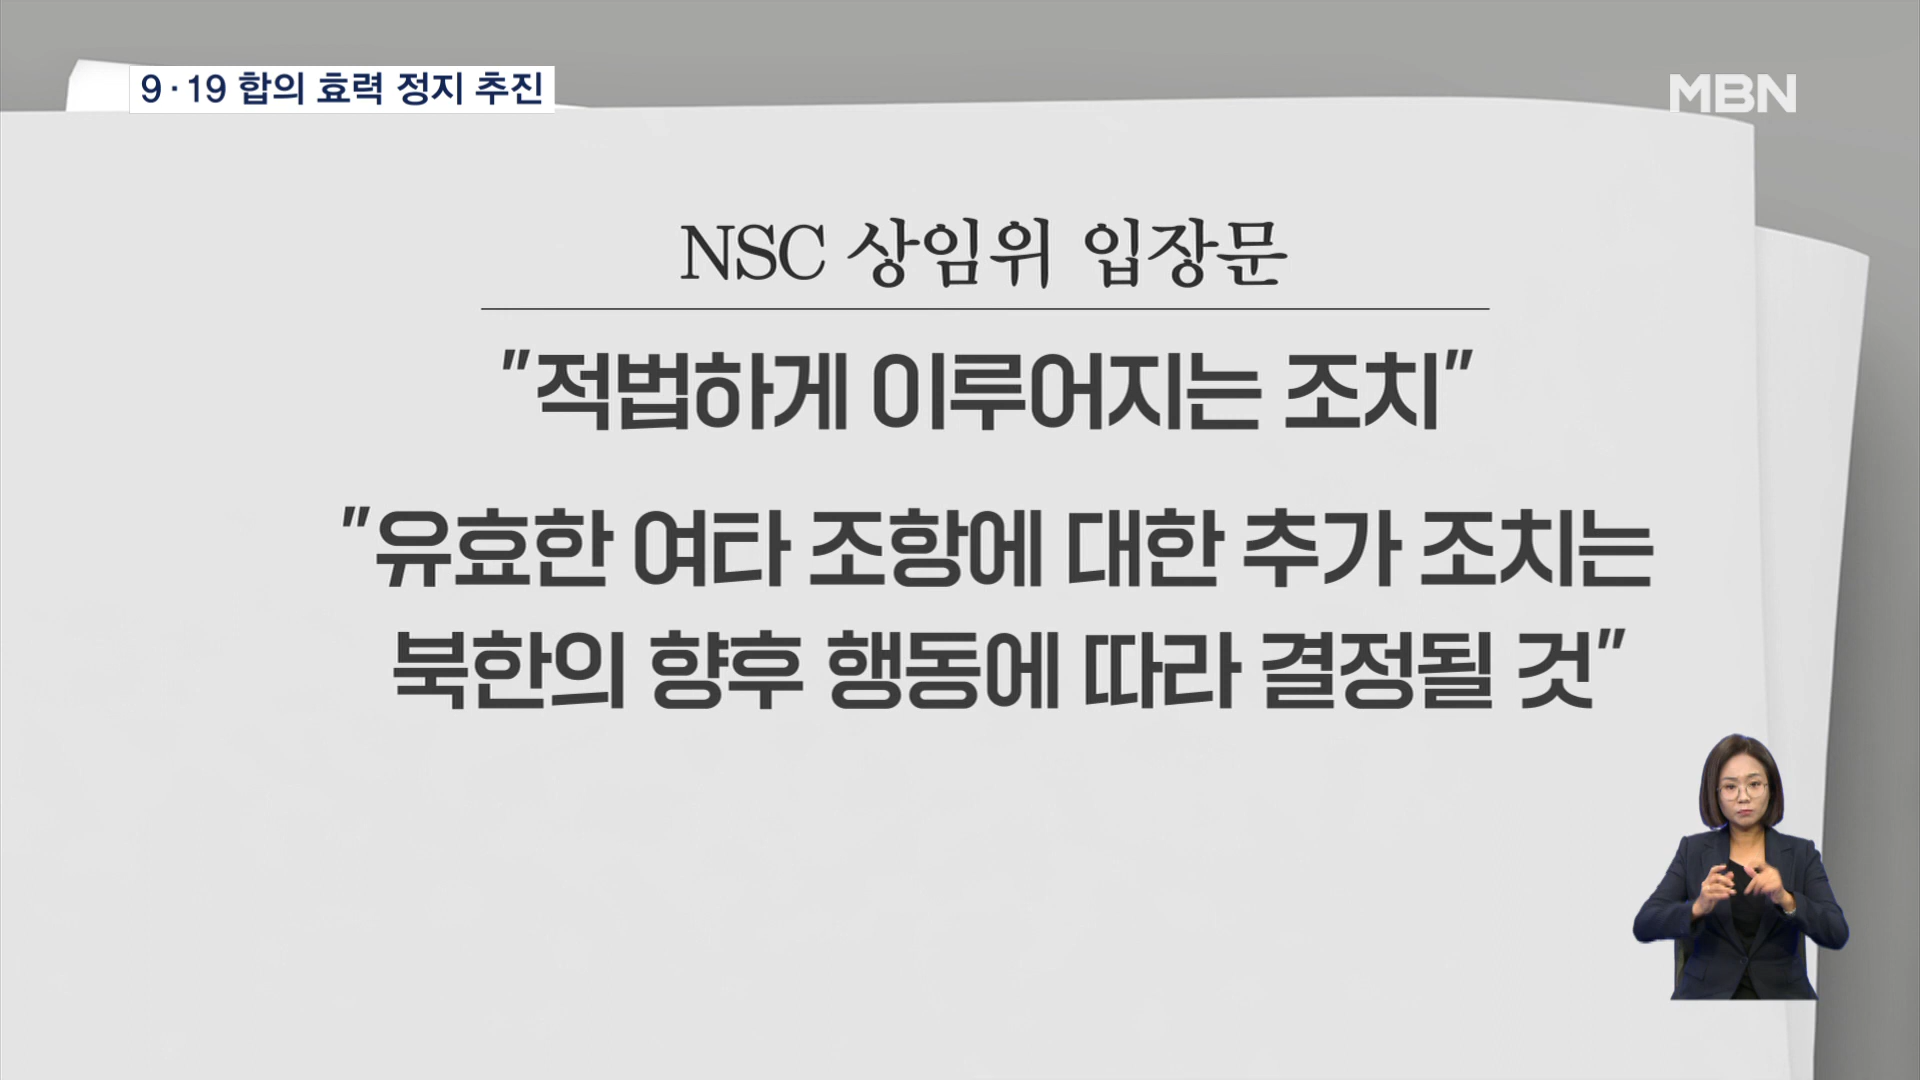 9·19 합의 효력 정지 추진
MBN
NSC 상임위 입장문
"적법하게 이루어지는 조치"
"유효한 여타 조항에 대한 추가 조치는
북한의 향후 행동에 따라 결정될 것"